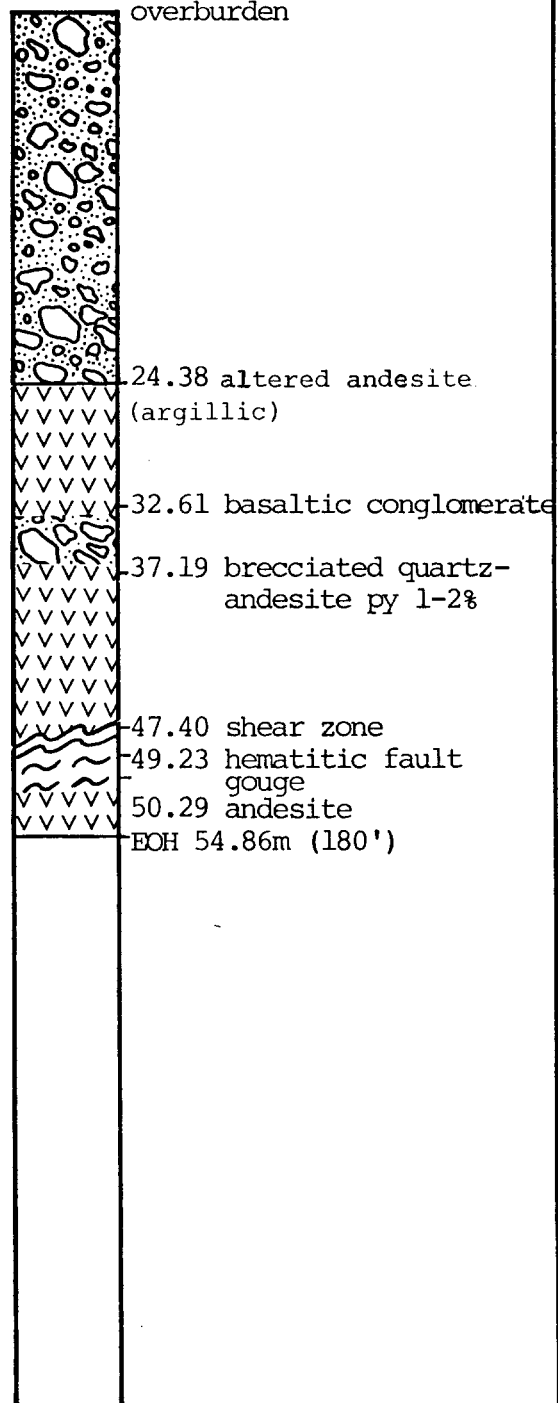 overburden
24.38 altered andesite
(argillic)
32.61 basaltic conglomerate
37.19 brecciated quartz-
andesite py 1-2%
47.40 shear zone
49.23 hematitic fault
gouge
50.29 andesite
EOH 54.86m (180')